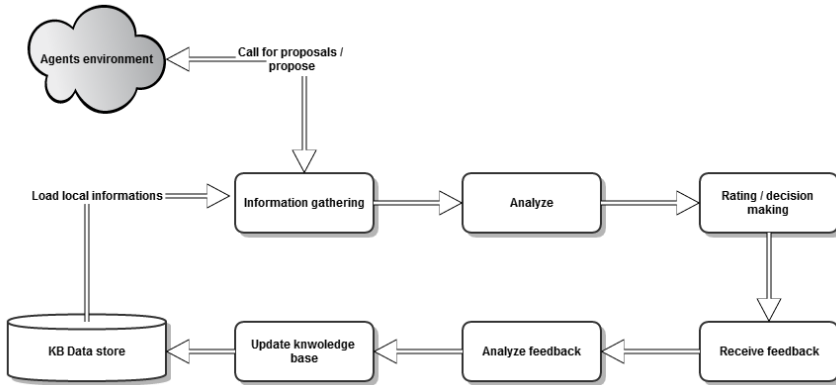 Agents environment
Call for proposals /
propose
Load local informations
Information gathering
Analyze
Rating / decision
making
KB Data store
Update knwoledge
base
Analyze feedback
Receive feedback